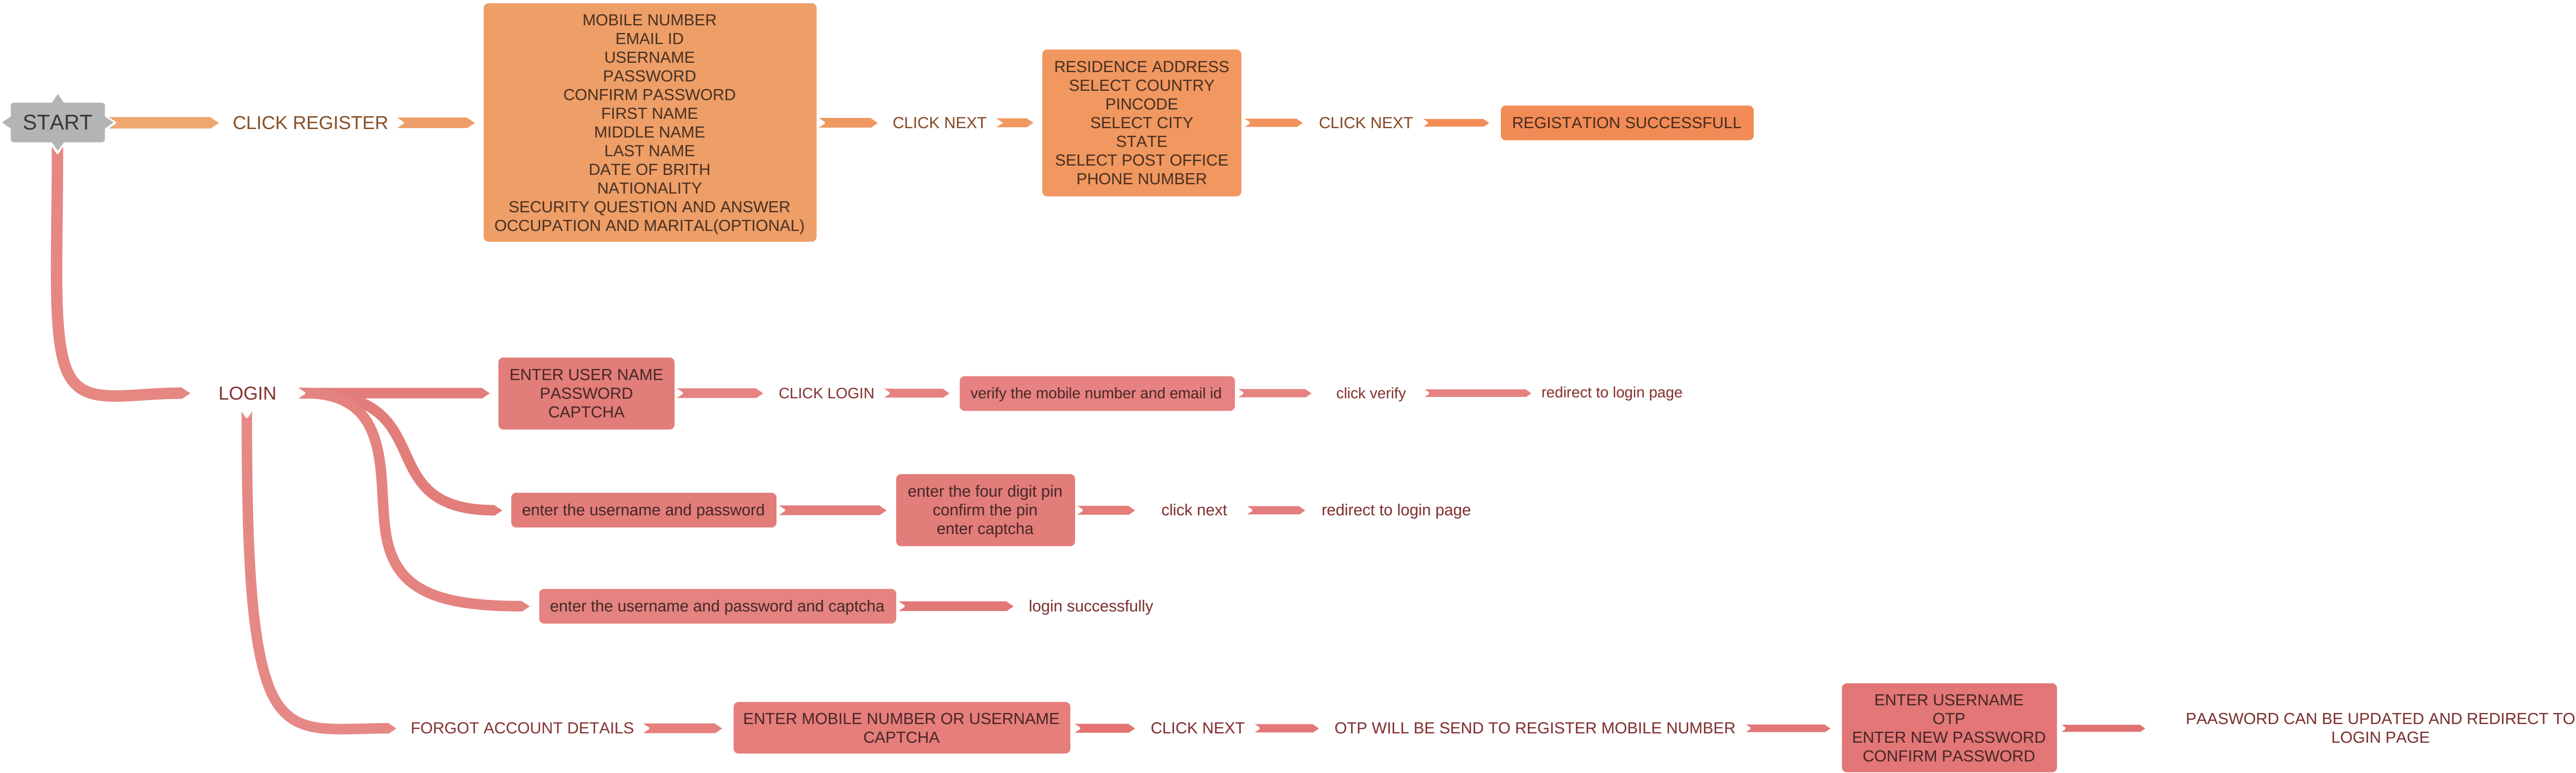 START
CLICK REGISTER
MOBILE NUMBER
EMAIL ID
USERNAME
PASSWORD
CONFIRM PASSWORD
FIRST NAME
MIDDLE NAME
LAST NAME
DATE OF BRITH
NATIONALITY
SECURITY QUESTION AND ANSWER
OCCUPATION AND MARITAL(OPTIONAL)
CLICK NEXT
RESIDENCE ADDRESS
SELECT COUNTRY
PINCODE
SELECT CITY
STATE
SELECT POST OFFICE
PHONE NUMBER
CLICK NEXT
REGISTATION SUCCESSFULL
LOGIN
ENTER USER NAME
PASSWORD
CAPTCHA
CLICK LOGIN
verify the mobile number and email id
click verify
redirect to login page
enter the username and password
enter the four digit pin
confirm the pin
enter captcha
click next
redirect to login page
enter the username and password and captcha
login successfully
FORGOT ACCOUNT DETAILS
ENTER MOBILE NUMBER OR USERNAME
CAPTCHA
CLICK NEXT
OTP WILL BE SEND TO REGISTER MOBILE NUMBER
ENTER USERNAME
OTP
ENTER NEW PASSWORD
CONFIRM PASSWORD
PAASWORD CAN BE UPDATED AND REDIRECT TO
LOGIN PAGE